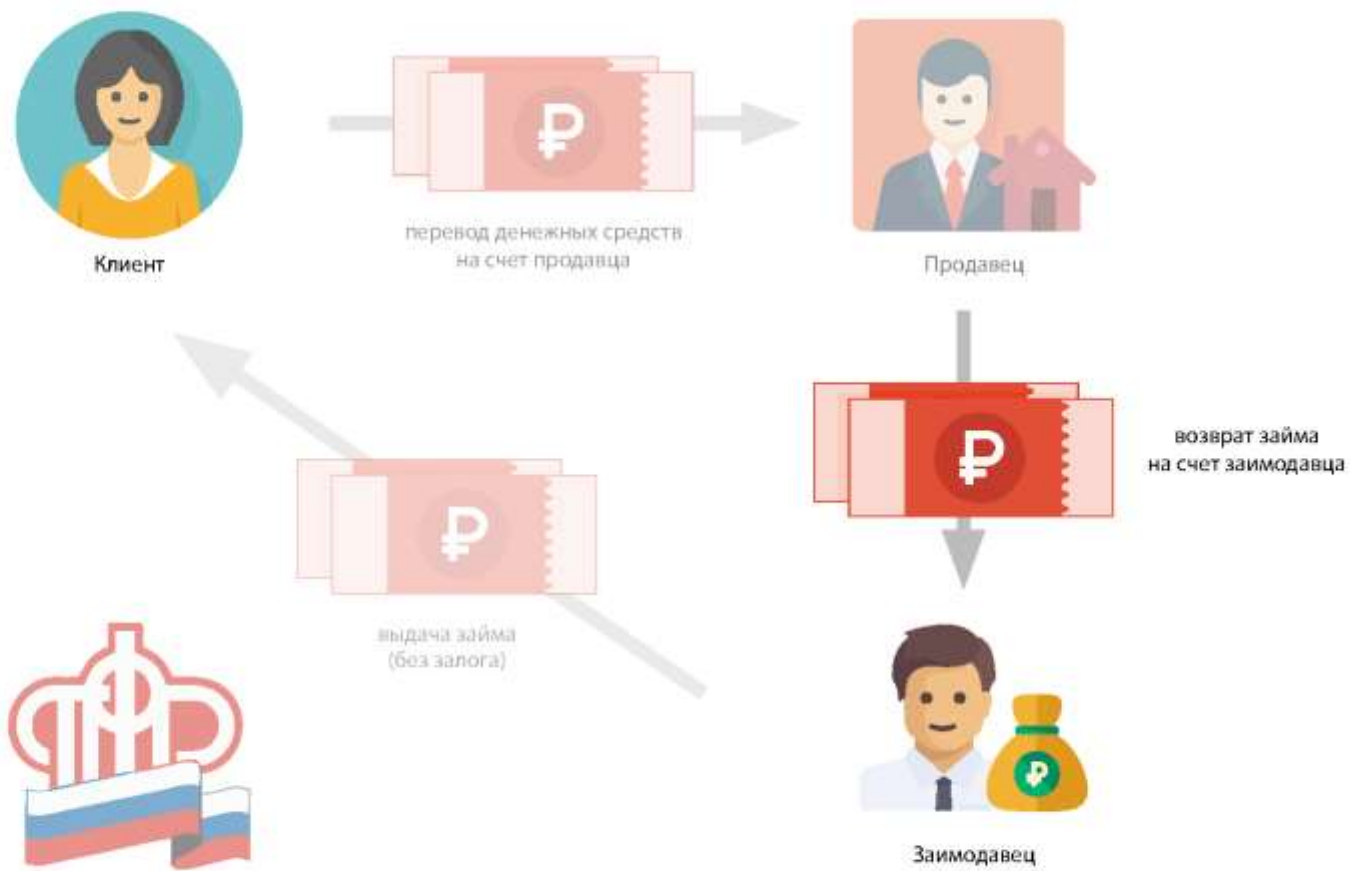 перевод денежных средств
на счет продавца
Клиент
Продавец
возврат займа
на счет заимодавца
выдача займа
(без залога)
Заимодавец